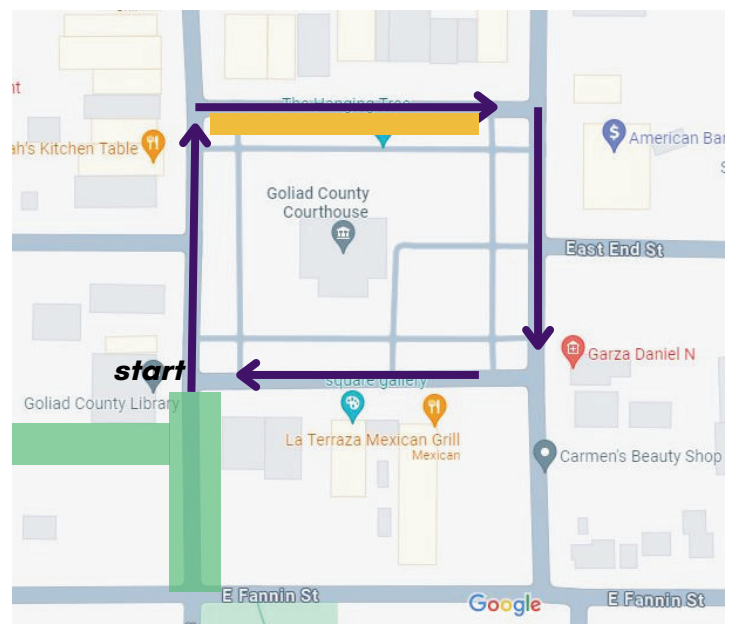 The Hanging Tree
nt
ah's Kitchen Table
American Ba
Goliad County
Courthouse
East End St
start
Garza Daniel N
Goliad County Library
square gallery
La Terraza Mexican Grill
Mexican
Carmen's Beauty Shop
E Fannin St
Google
E Fannin St